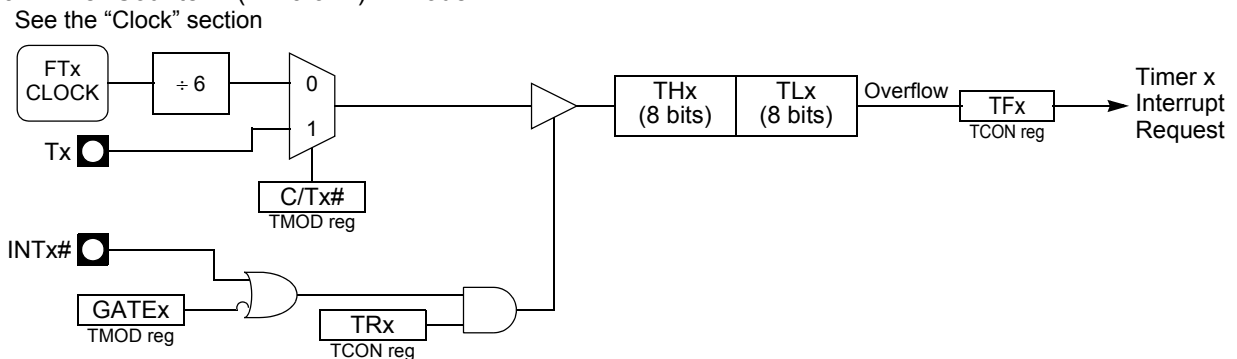 See the “Clock” section
FTx
CLOCK
÷ 6
0
1
Tx
C/Tx#
TMOD reg
THx
(8 bits)
TLx
(8 bits)
Overflow
TFx
TCON reg
Timer x
Interrupt
Request
INTx#
GATEx
TMOD reg
TRx
TCON reg